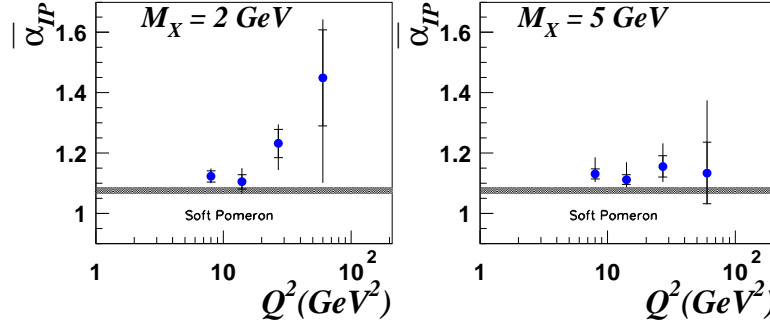 M_X = 2 GeV
α̅_IP
1.6
1.4
1.2
1
Soft Pomeron
1
10
10^2
Q^2(GeV^2)
M_X = 5 GeV
α̅_IP
1.6
1.4
1.2
1
Soft Pomeron
1
10
10^2
Q^2(GeV^2)